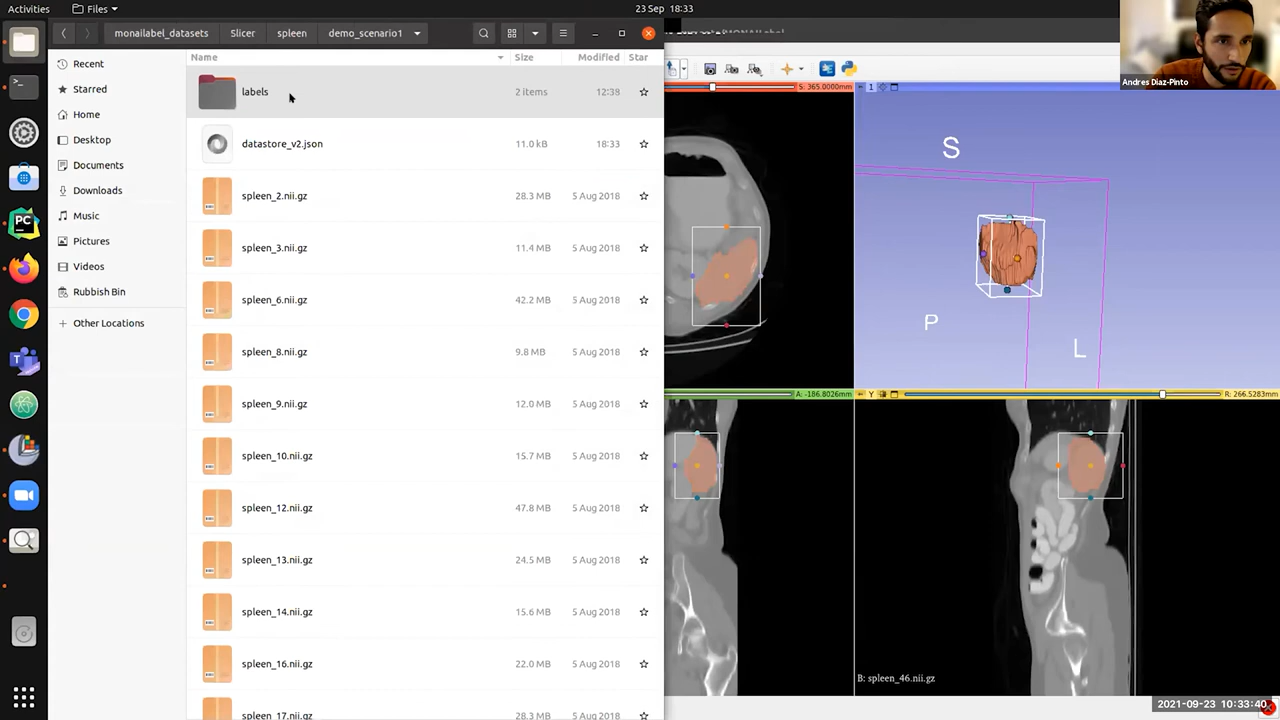 Activities
Files
23 Sep 18:33
monailabel_datasets
Slicer
spleen
demo_scenario1
Name
Size
Modified
Star
Recent
Starred
Home
Desktop
Documents
Downloads
Music
Pictures
Videos
Rubbish Bin
Other Locations
labels 2 items 12:38
datastore_v2.json 11.0 kB 18:33
spleen_2.nii.gz 28.3 MB 5 Aug 2018
spleen_3.nii.gz 11.4 MB 5 Aug 2018
spleen_6.nii.gz 42.2 MB 5 Aug 2018
spleen_8.nii.gz 9.8 MB 5 Aug 2018
spleen_9.nii.gz 12.0 MB 5 Aug 2018
spleen_10.nii.gz 15.7 MB 5 Aug 2018
spleen_12.nii.gz 47.8 MB 5 Aug 2018
spleen_13.nii.gz 24.5 MB 5 Aug 2018
spleen_14.nii.gz 15.6 MB 5 Aug 2018
spleen_16.nii.gz 22.0 MB 5 Aug 2018
spleen_17.nii.gz 28.3 MB 5 Aug 2018
S: 365.0000mm
1
S
P
L
A: -186.8026mm
Y
R: 266.5283mm
B: spleen_46.nii.gz
Andres Diaz-Pinto
2021-09-23 10:33:40